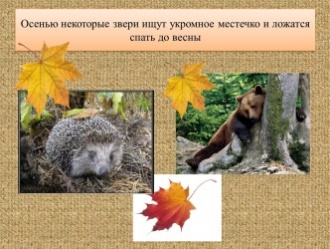 Осенью некоторые звери ищут укромное местечко и ложатся
спать до весны